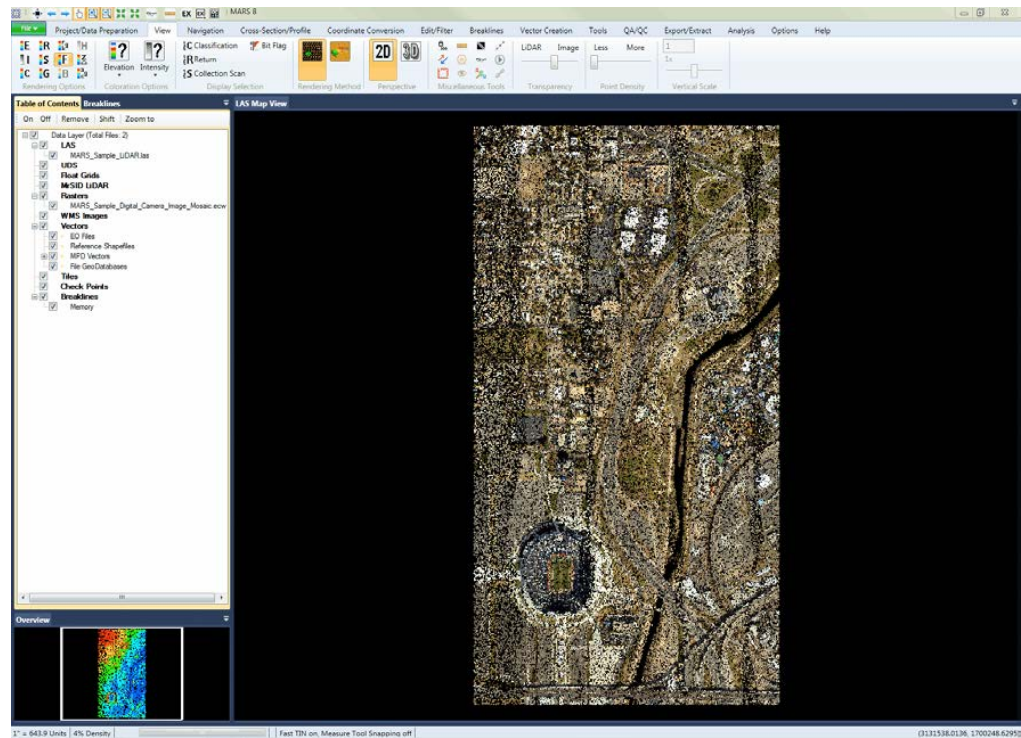 EX EX MARS 8
File Project/Data Preparation View Navigation Cross-Section/Profile Coordinate Conversion Edit/Filter Breaklines Vector Creation Tools QA/QC Export/Extract Analysis Options Help
E R H ? ? C Classification Bit Flag 2D 3D LiDAR Image Less More 1
I S F Z Elevation Intensity R Return 1x
C G B S Collection Scan
Rendering Options Coloration Options Display Selection Rendering Method Perspective Miscellaneous Tools Transparency Point Density Vertical Scale
Table of Contents Breaklines LAS Map View
On Off Remove Shift Zoom to
Data Layer (Total Files: 2)
LAS
MARS_Sample_LiDAR.las
UDS
Float Grids
MrSID LiDAR
Rasters
MARS_Sample_Digital_Camera_Image_Mosaic.ecw
WMS Images
Vectors
EO Files
Reference Shapefiles
MPD Vectors
File GeoDatabases
Tiles
Check Points
Breaklines
Memory
Overview
1" = 643.9 Units 4% Density Fast TIN on, Measure Tool Snapping off (3131538.0136, 1700248.6295)